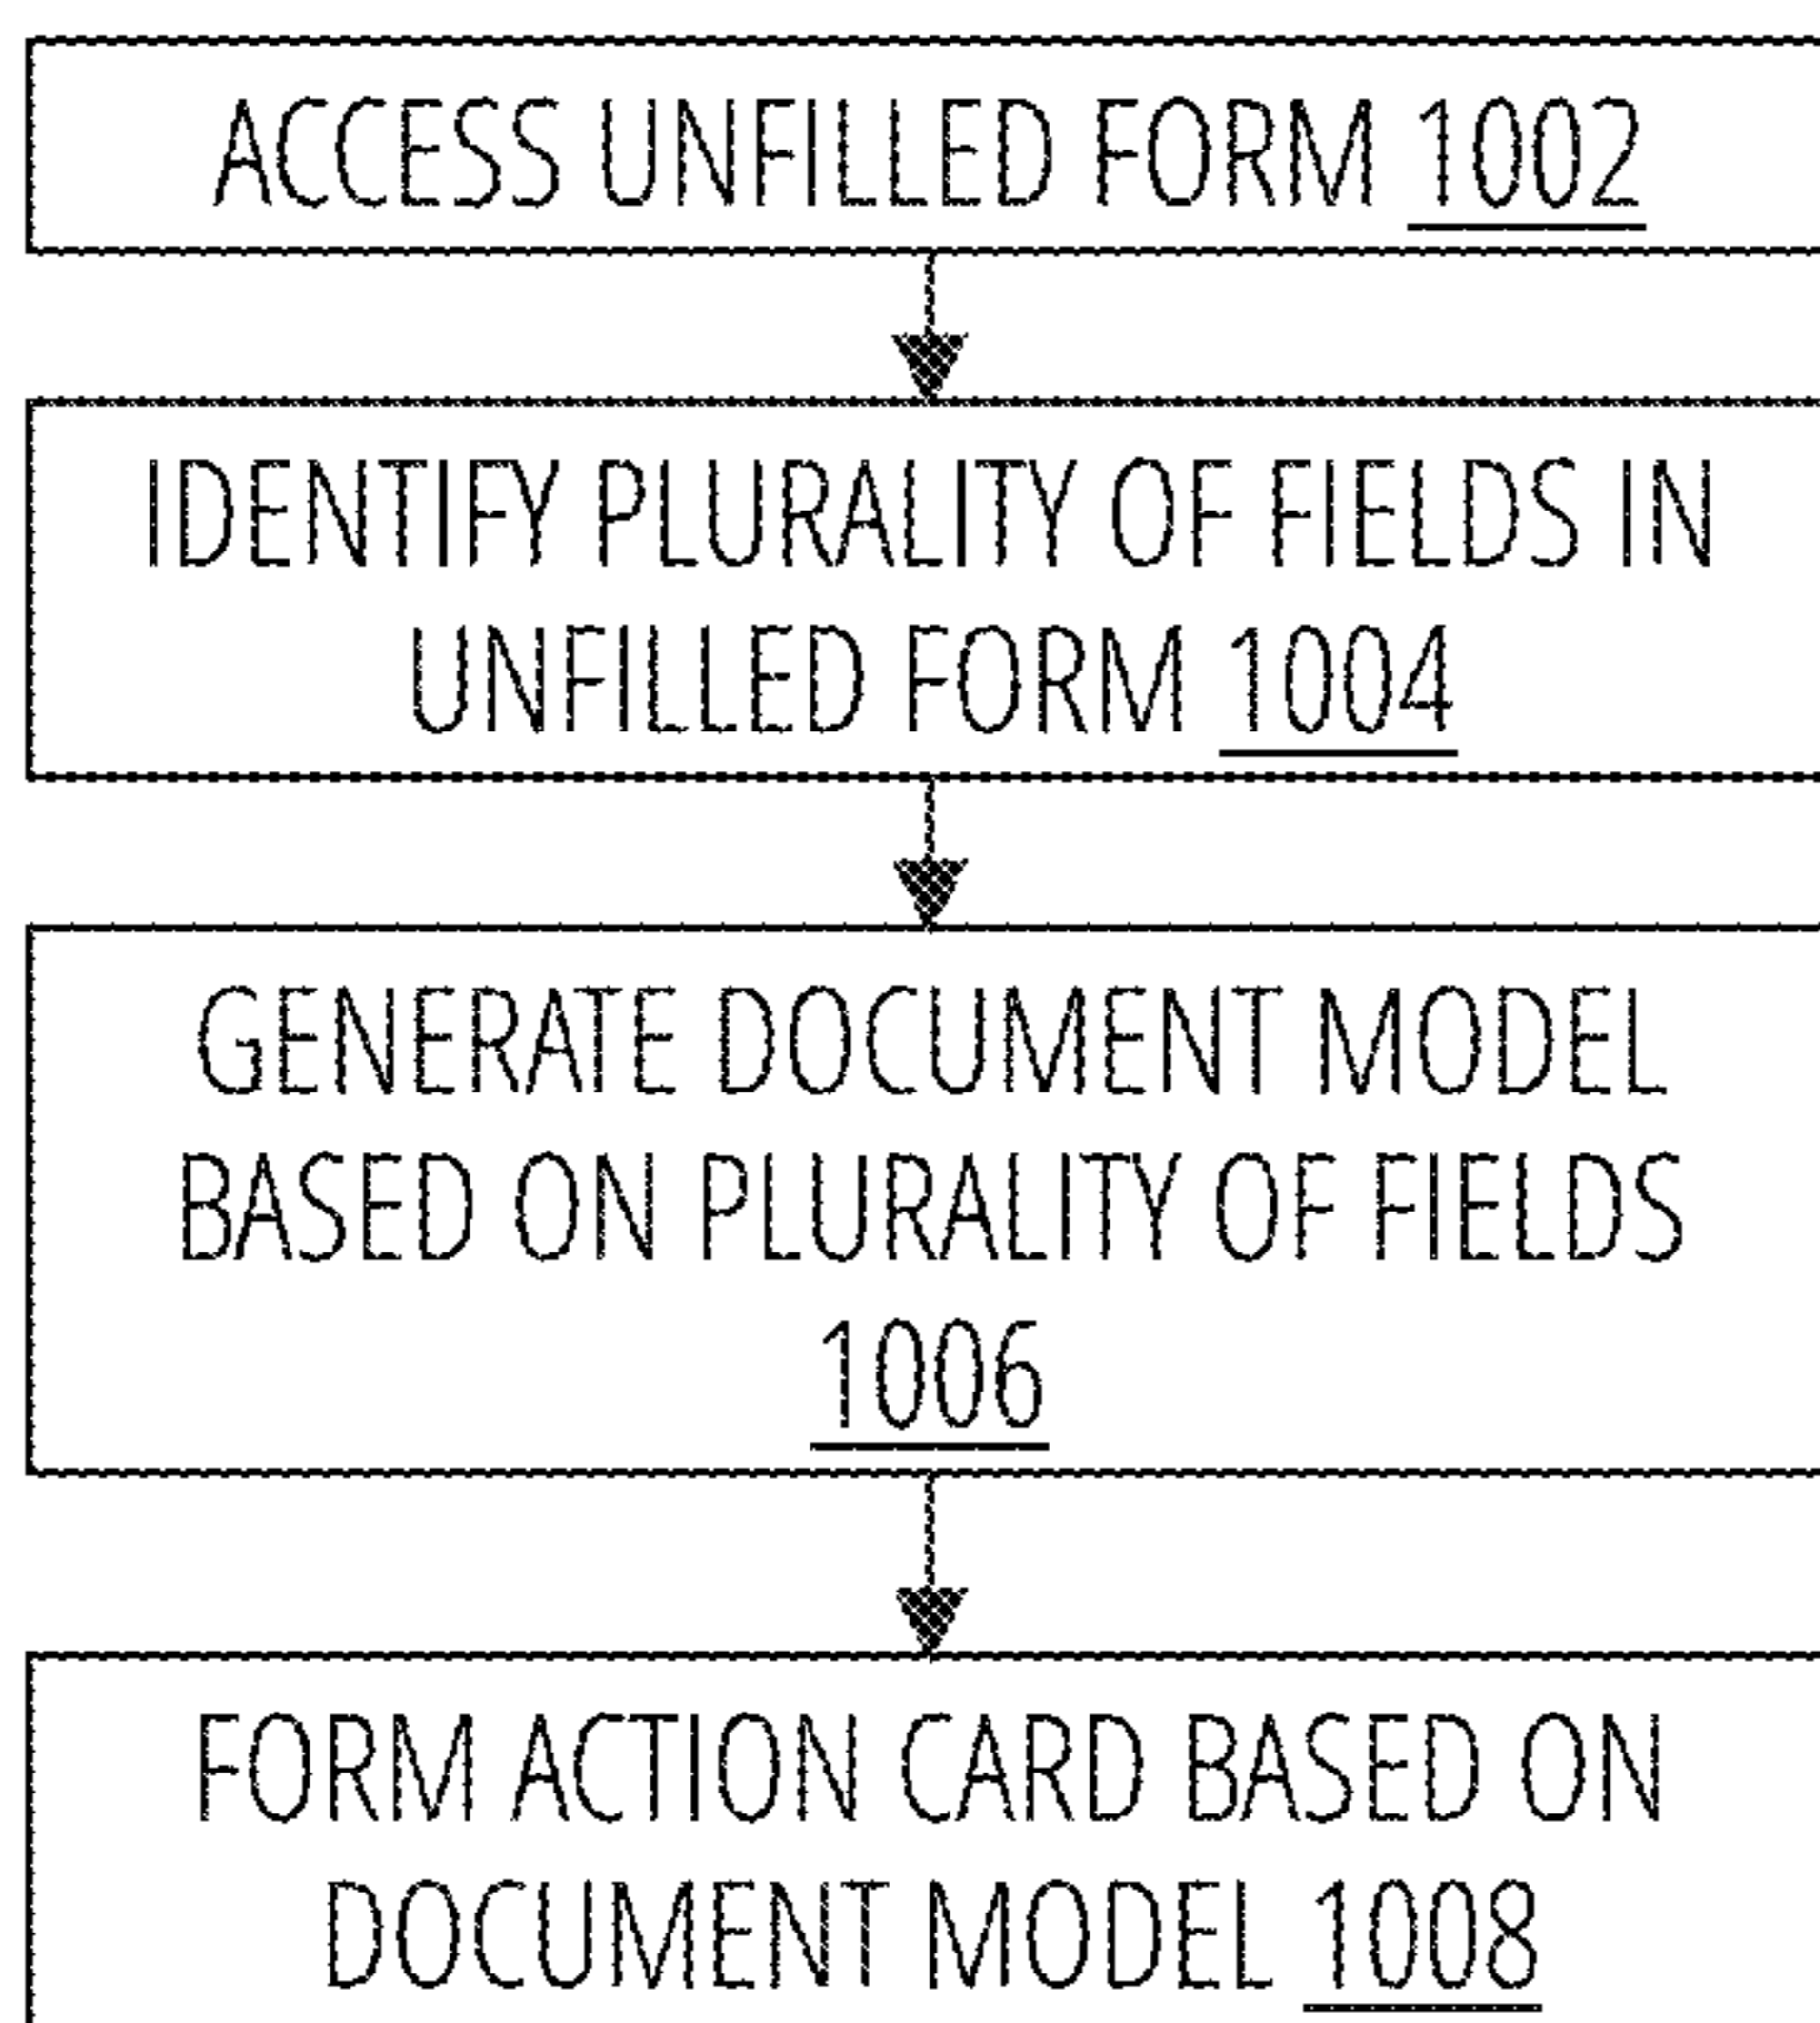 ACCESS UNFILLED FORM 1002
IDENTIFY PLURALITY OF FIELDS IN
UNFILLED FORM 1004
GENERATE DOCUMENT MODEL
BASED ON PLURALITY OF FIELDS
1006
FORM ACTION CARD BASED ON
DOCUMENT MODEL 1008